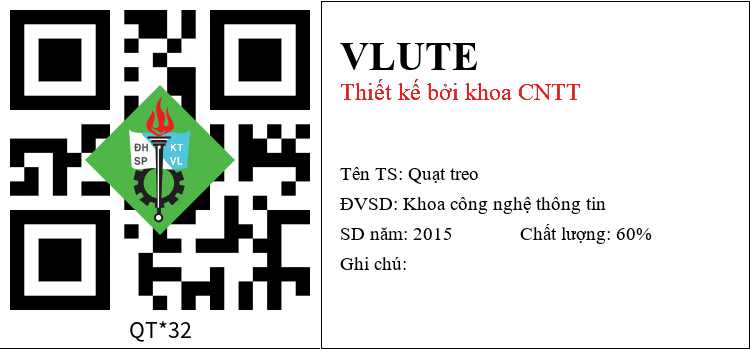 ĐH KT
SP VL
QT*32
VLUTE
Thiết kế bởi khoa CNTT
Tên TS: Quạt treo
ĐVSD: Khoa công nghệ thông tin
SD năm: 2015 Chất lượng: 60%
Ghi chú: